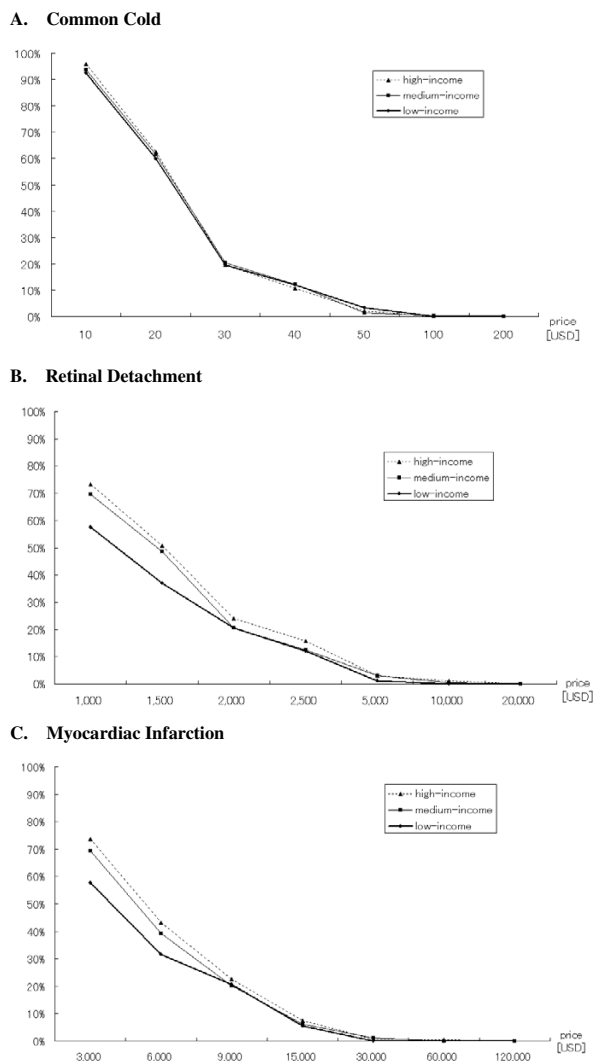 A. Common Cold
100%
90%
80%
70%
60%
50%
40%
30%
20%
10%
0%
high-income
medium-income
low-income
10 20 30 40 50 100 200
price
[USD]
B. Retinal Detachment
100%
90%
80%
70%
60%
50%
40%
30%
20%
10%
0%
high-income
medium-income
low-income
1,000 1,500 2,000 2,500 5,000 10,000 20,000
price
[USD]
C. Myocardiac Infarction
100%
90%
80%
70%
60%
50%
40%
30%
20%
10%
0%
high-income
medium-income
low-income
3,000 6,000 9,000 15,000 30,000 60,000 120,000
price
[USD]